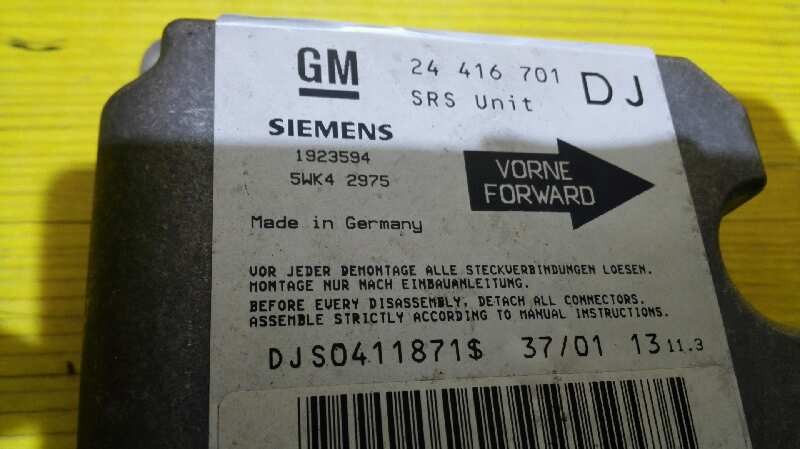 GM 24 416 701 DJ
SRS Unit
SIEMENS
1923594
5WK4 2975
VORNE
FORWARD
Made in Germany
VOR JEDER DEMONTAGE ALLE STECKVERBINDUNGEN LOESEN.
MONTAGE NUR NACH EINBAUANLEITUNG.
BEFORE EVERY DISASSEMBLY, DETACH ALL CONNECTORS.
ASSEMBLE STRICTLY ACCORDING TO MANUAL INSTRUCTIONS.
DJS0411871$ 37/01 13 11.3